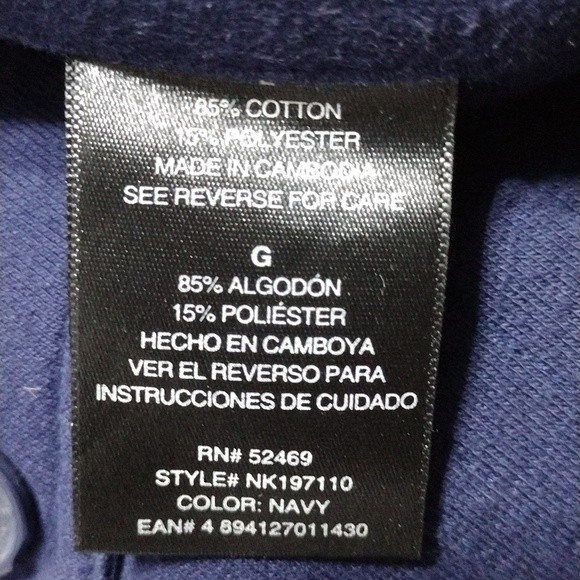 85% COTTON
15% POLYESTER
MADE IN CAMBODIA
SEE REVERSE FOR CARE
G
85% ALGODÓN
15% POLIÉSTER
HECHO EN CAMBOYA
VER EL REVERSO PARA
INSTRUCCIONES DE CUIDADO
RN# 52469
STYLE# NK197110
COLOR: NAVY
EAN# 4 894127011430